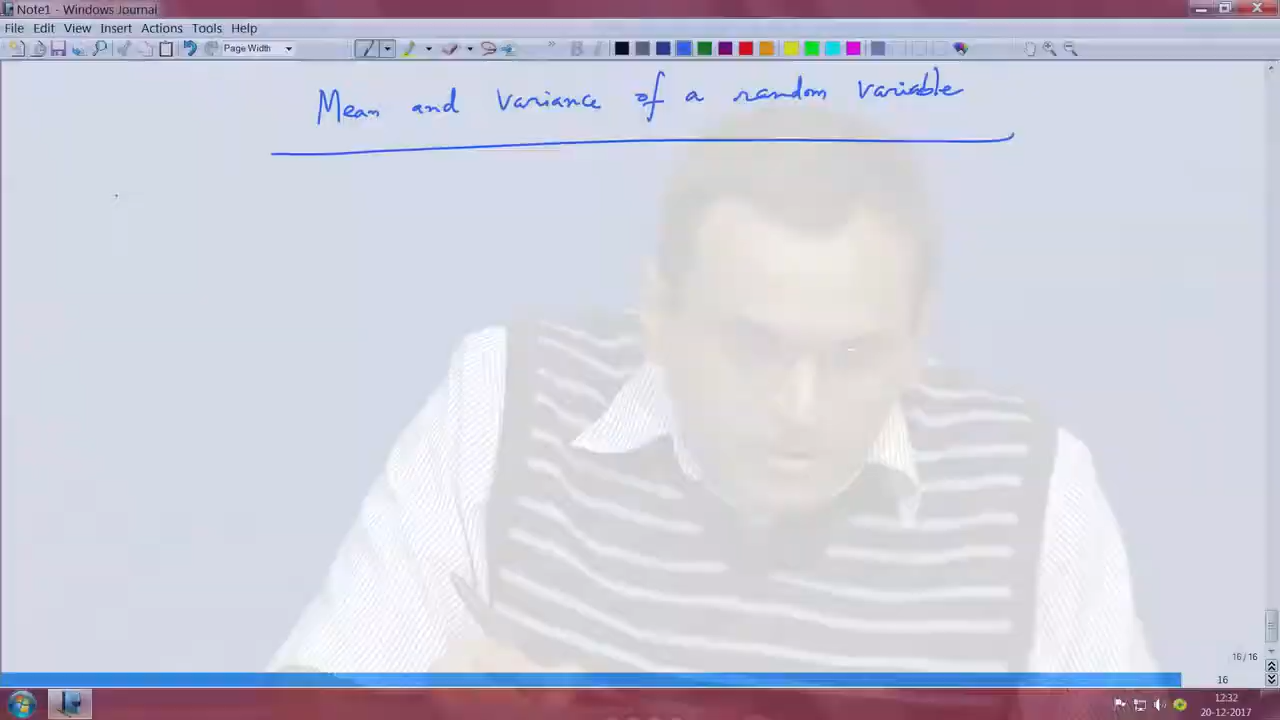 Note1 - Windows Journal
File Edit View Insert Actions Tools Help
Page Width
Mean and Variance of a random variable
16 / 16
16
12:32
20-12-2017